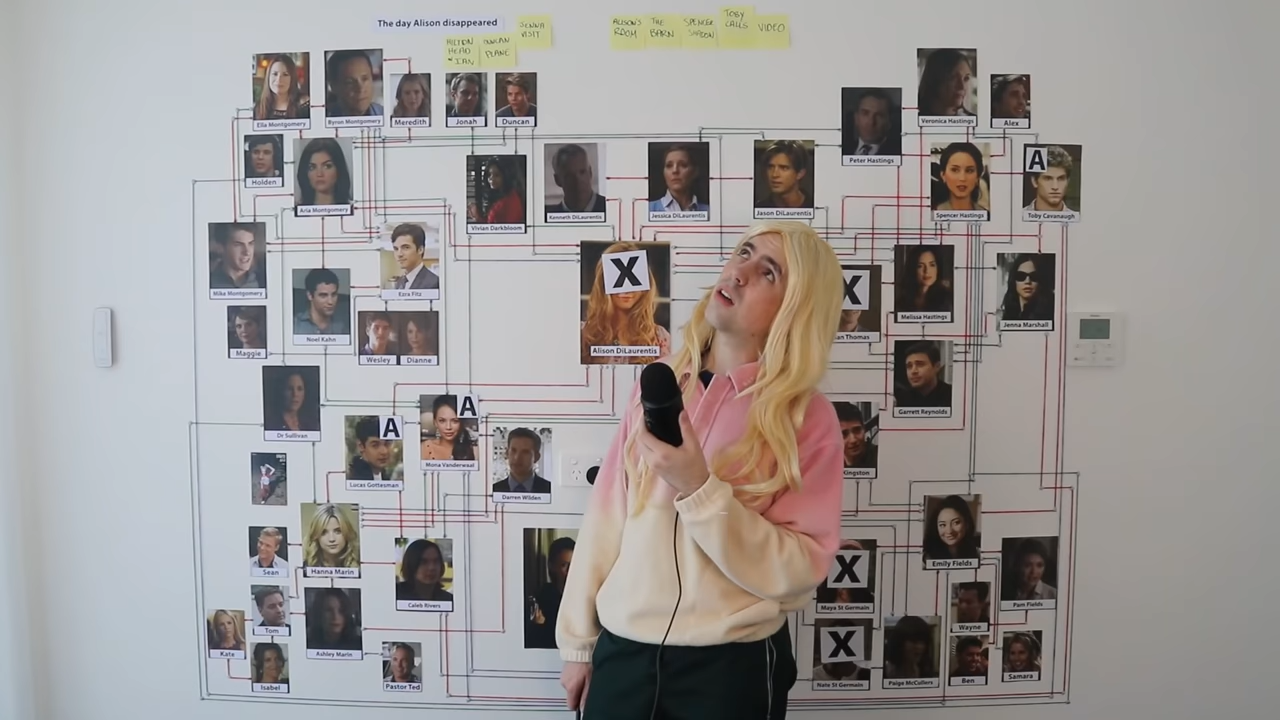 The day Alison disappeared
JENNA
VISIT
HILTON
HEAD
+ IAN
DUNCAN
PLANE
ALISON'S
ROOM
THE
BARN
SPENCER
TOBY
CALLS
VIDEO
Ella Montgomery
Byron Montgomery
Meredith
Jonah
Duncan
Veronica Hastings
Alex
Peter Hastings
Holden
Aria Montgomery
Vivian Darkbloom
Kenneth DiLaurentis
Jessica DiLaurentis
Jason DiLaurentis
Spencer Hastings
A
Toby Cavanaugh
Mike Montgomery
Ezra Fitz
X
Alison DiLaurentis
X
an Thomas
Melissa Hastings
Jenna Marshall
Maggie
Noel Kahn
Wesley
Dianne
Garrett Reynolds
Dr Sullivan
A
Lucas Gottesman
A
Mona Vanderwaal
Darren Wilden
Kingston
Sean
Hanna Marin
Caleb Rivers
Emily Fields
X
Maya St Germain
Pam Fields
Tom
Ashley Marin
Wayne
Kate
Isabel
Pastor Ted
X
Nate St Germain
Paige McCullers
Ben
Samara